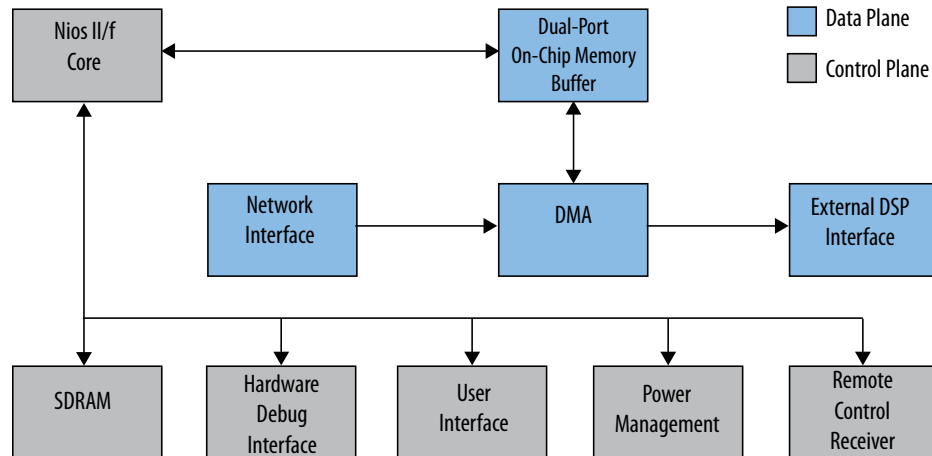 Nios II/f
Core
Dual-Port
On-Chip Memory
Buffer
Data Plane
Control Plane
Network
Interface
DMA
External DSP
Interface
SDRAM
Hardware
Debug
Interface
User
Interface
Power
Management
Remote
Control
Receiver